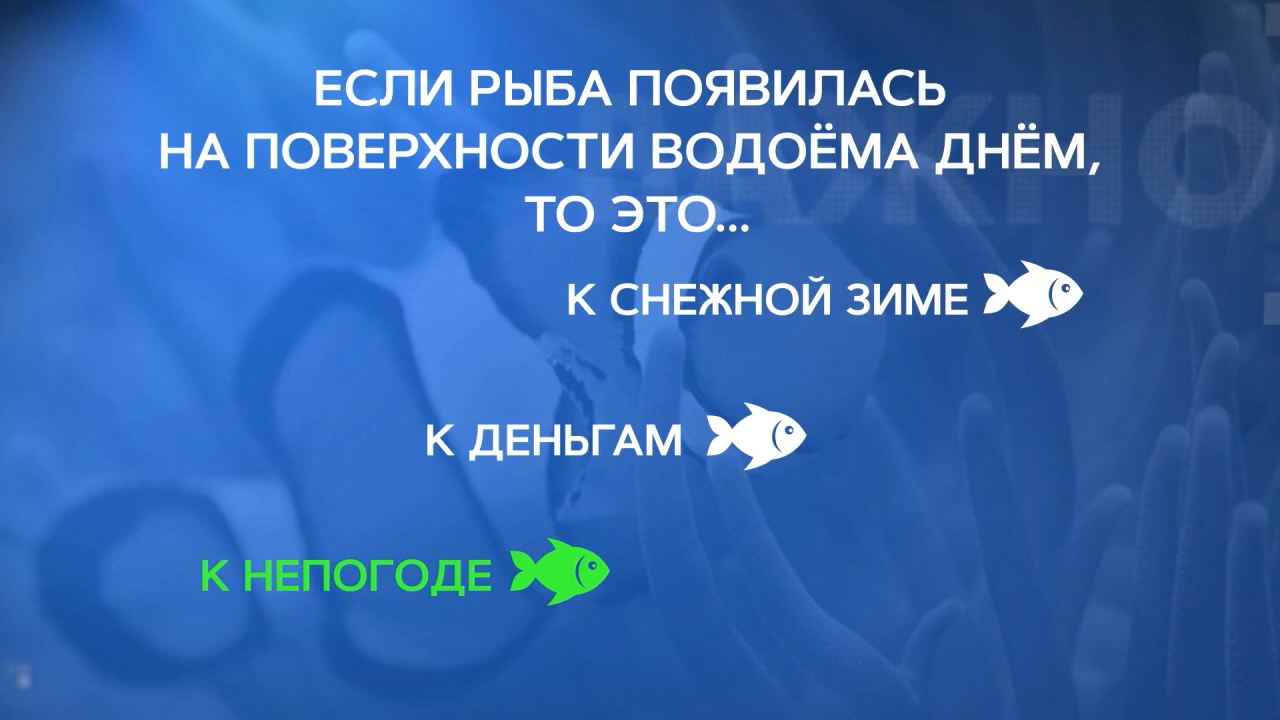 ЕСЛИ РЫБА ПОЯВИЛАСЬ
НА ПОВЕРХНОСТИ ВОДОЁМА ДНЁМ,
ТО ЭТО...
К СНЕЖНОЙ ЗИМЕ
К ДЕНЬГАМ
К НЕПОГОДЕ